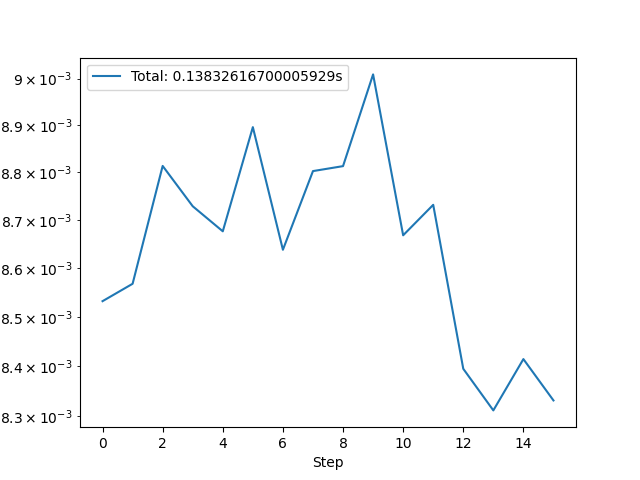 Total: 0.13832616700005929s
9 × 10⁻³
8.9 × 10⁻³
8.8 × 10⁻³
8.7 × 10⁻³
8.6 × 10⁻³
8.5 × 10⁻³
8.4 × 10⁻³
8.3 × 10⁻³
0 2 4 6 8 10 12 14
Step